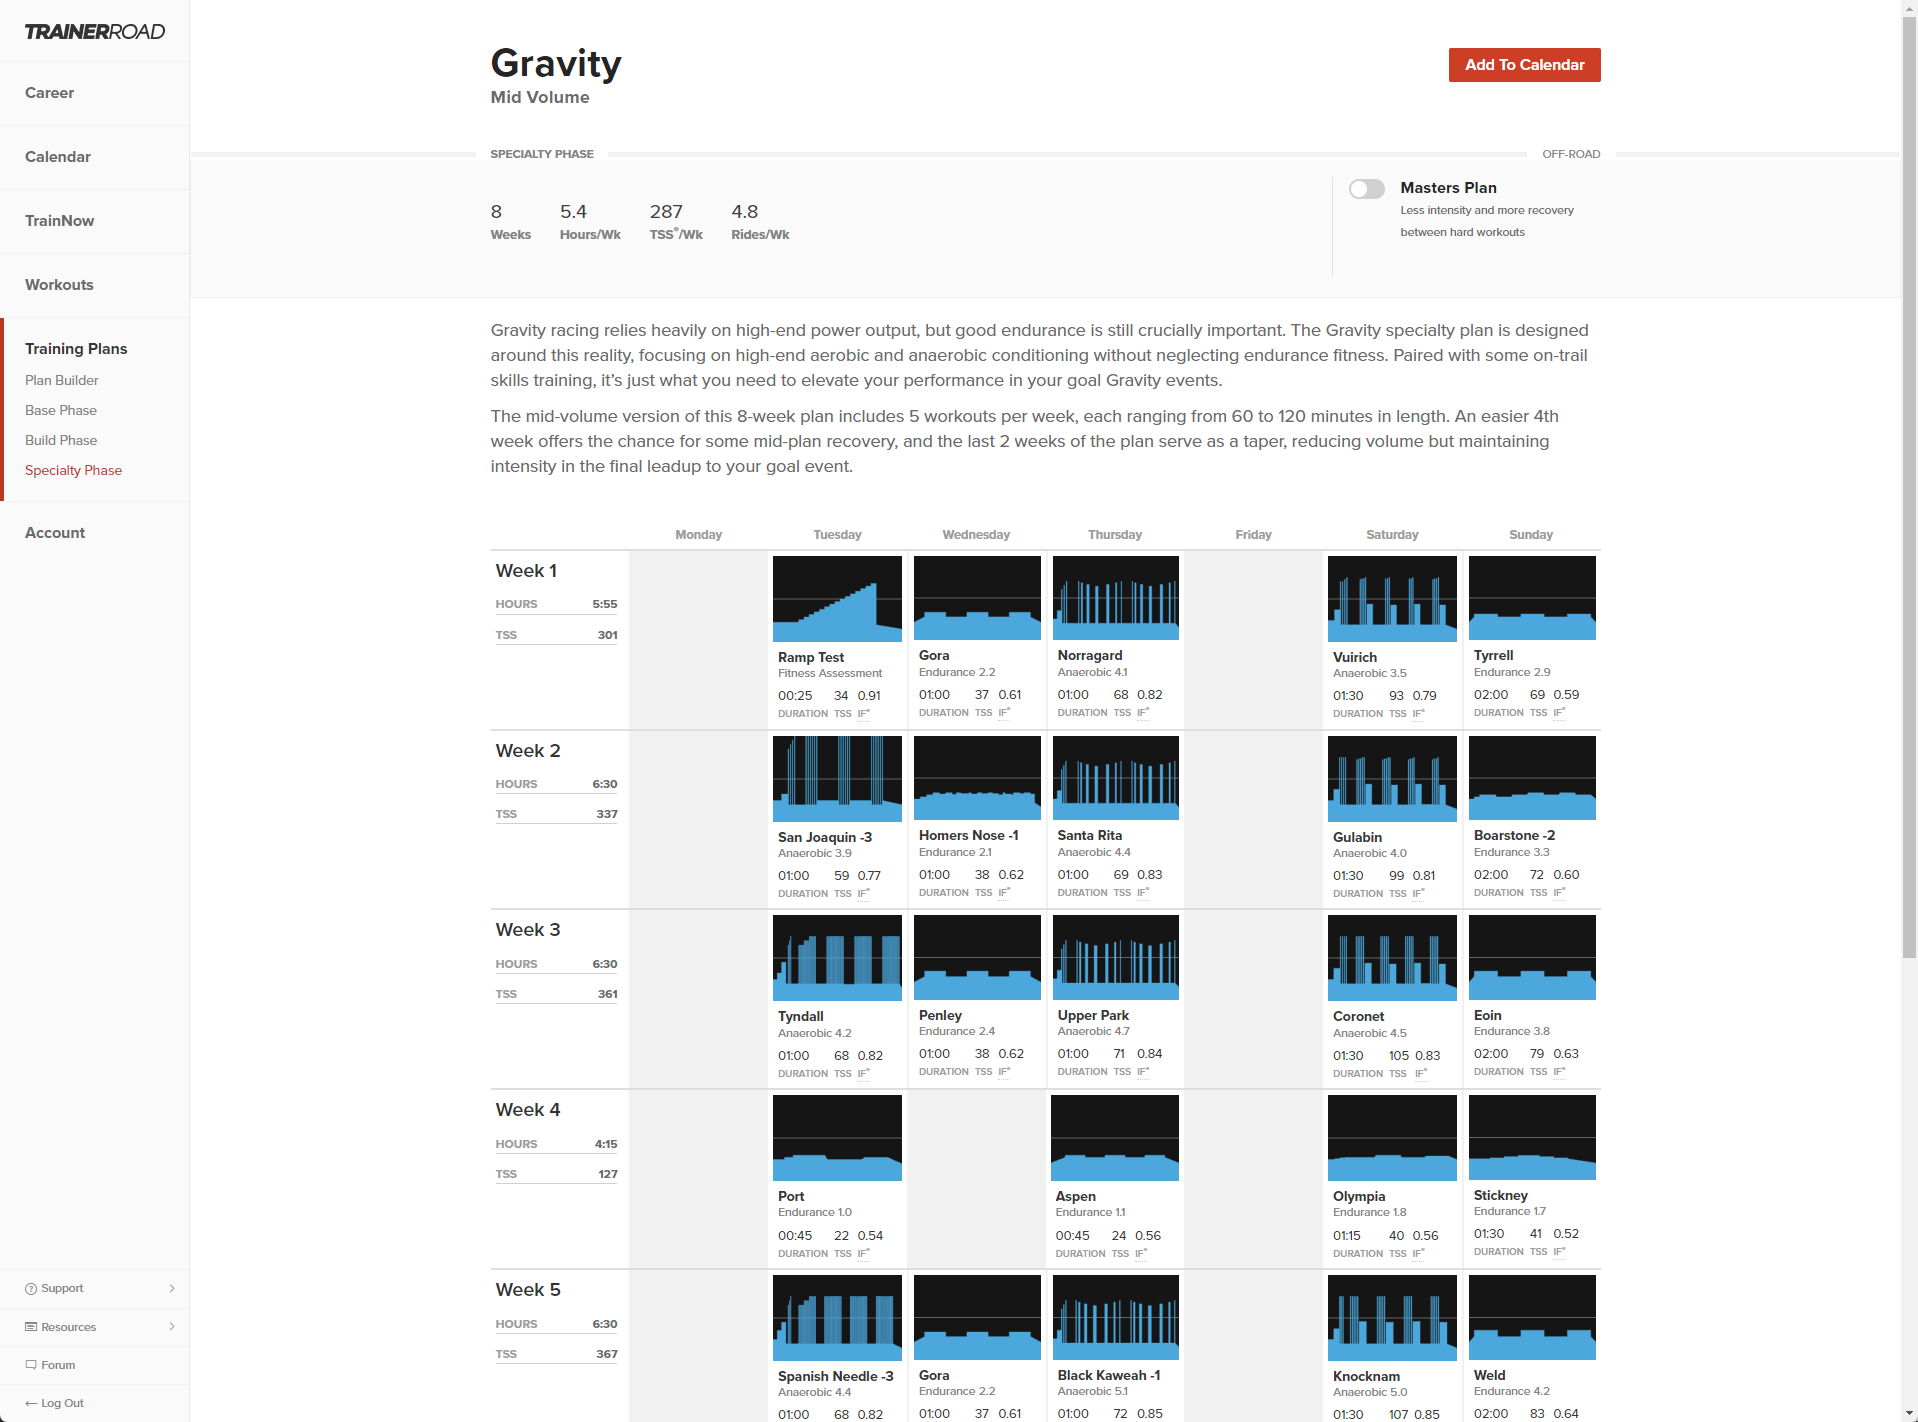 TRAINERROAD
Career
Calendar
TrainNow
Workouts
Training Plans
Plan Builder
Base Phase
Build Phase
Specialty Phase
Account
Support
Resources
Forum
Log Out
Gravity
Mid Volume
Add To Calendar
SPECIALTY PHASE
OFF-ROAD
8 5.4 287 4.8
Weeks Hours/Wk TSS®/Wk Rides/Wk
Masters Plan
Less intensity and more recovery
between hard workouts
Gravity racing relies heavily on high-end power output, but good endurance is still crucially important. The Gravity specialty plan is designed
around this reality, focusing on high-end aerobic and anaerobic conditioning without neglecting endurance fitness. Paired with some on-trail
skills training, it’s just what you need to elevate your performance in your goal Gravity events.
The mid-volume version of this 8-week plan includes 5 workouts per week, each ranging from 60 to 120 minutes in length. An easier 4th
week offers the chance for some mid-plan recovery, and the last 2 weeks of the plan serve as a taper, reducing volume but maintaining
intensity in the final leadup to your goal event.
Monday Tuesday Wednesday Thursday Friday Saturday Sunday
Week 1
HOURS 5:55
TSS 301
Ramp Test
Fitness Assessment
00:25 34 0.91
DURATION TSS IF®
Gora
Endurance 2.2
01:00 37 0.61
DURATION TSS IF®
Norragard
Anaerobic 4.1
01:00 68 0.82
DURATION TSS IF®
Vuirich
Anaerobic 3.5
01:30 93 0.79
DURATION TSS IF®
Tyrrell
Endurance 2.9
02:00 69 0.59
DURATION TSS IF®
Week 2
HOURS 6:30
TSS 337
San Joaquin -3
Anaerobic 3.9
01:00 59 0.77
DURATION TSS IF®
Homers Nose -1
Endurance 2.1
01:00 38 0.62
DURATION TSS IF®
Santa Rita
Anaerobic 4.4
01:00 69 0.83
DURATION TSS IF®
Gulabin
Anaerobic 4.0
01:30 99 0.81
DURATION TSS IF®
Boarstone -2
Endurance 3.3
02:00 72 0.60
DURATION TSS IF®
Week 3
HOURS 6:30
TSS 361
Tyndall
Anaerobic 4.2
01:00 68 0.82
DURATION TSS IF®
Penley
Endurance 2.4
01:00 38 0.62
DURATION TSS IF®
Upper Park
Anaerobic 4.7
01:00 71 0.84
DURATION TSS IF®
Coronet
Anaerobic 4.5
01:30 105 0.83
DURATION TSS IF®
Eoin
Endurance 3.8
02:00 79 0.63
DURATION TSS IF®
Week 4
HOURS 4:15
TSS 127
Port
Endurance 1.0
00:45 22 0.54
DURATION TSS IF®
Aspen
Endurance 1.1
00:45 24 0.56
DURATION TSS IF®
Olympia
Endurance 1.8
01:15 40 0.56
DURATION TSS IF®
Stickney
Endurance 1.7
01:30 41 0.52
DURATION TSS IF®
Week 5
HOURS 6:30
TSS 367
Spanish Needle -3
Anaerobic 4.4
01:00 68 0.82
Gora
Endurance 2.2
01:00 37 0.61
Black Kaweah -1
Anaerobic 5.1
01:00 72 0.85
Knocknam
Anaerobic 5.0
01:30 107 0.85
Weld
Endurance 4.2
02:00 83 0.64